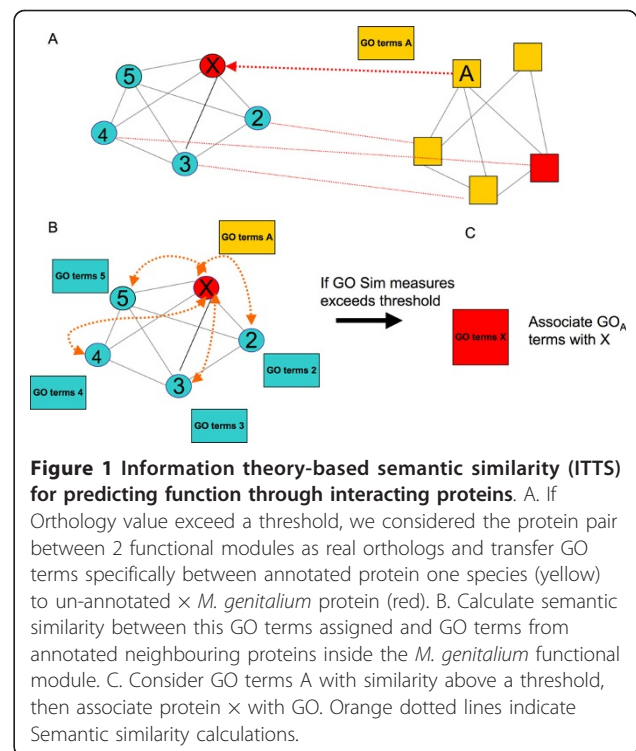 A
GO terms A
X
A
5
2
4
3
B
C
GO terms A
GO terms 5
X
5
If GO Sim measures
exceeds threshold
2
GO terms X
Associate GOA
terms with X
4
3
GO terms 2
GO terms 4
GO terms 3
Figure 1 Information theory-based semantic similarity (ITTS)
for predicting function through interacting proteins. A. If
Orthology value exceed a threshold, we considered the protein pair
between 2 functional modules as real orthologs and transfer GO
terms specifically between annotated protein one species (yellow)
to un-annotated × M. genitalium protein (red). B. Calculate semantic
similarity between this GO terms assigned and GO terms from
annotated neighbouring proteins inside the M. genitalium functional
module. C. Consider GO terms A with similarity above a threshold,
then associate protein × with GO. Orange dotted lines indicate
Semantic similarity calculations.